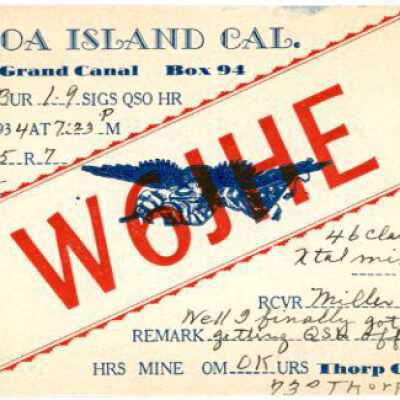 OA ISLAND CAL.
Grand Canal Box 94
UR 1-9 SIGS QSO HR
934 AT 7:23 P M
5 R 7
W6JHE
46 Cla
Xtal mi
RCVR Miller
Well I finally got
REMARK getting QSL
HRS MINE OM OK URS Thorp
730 Thorp